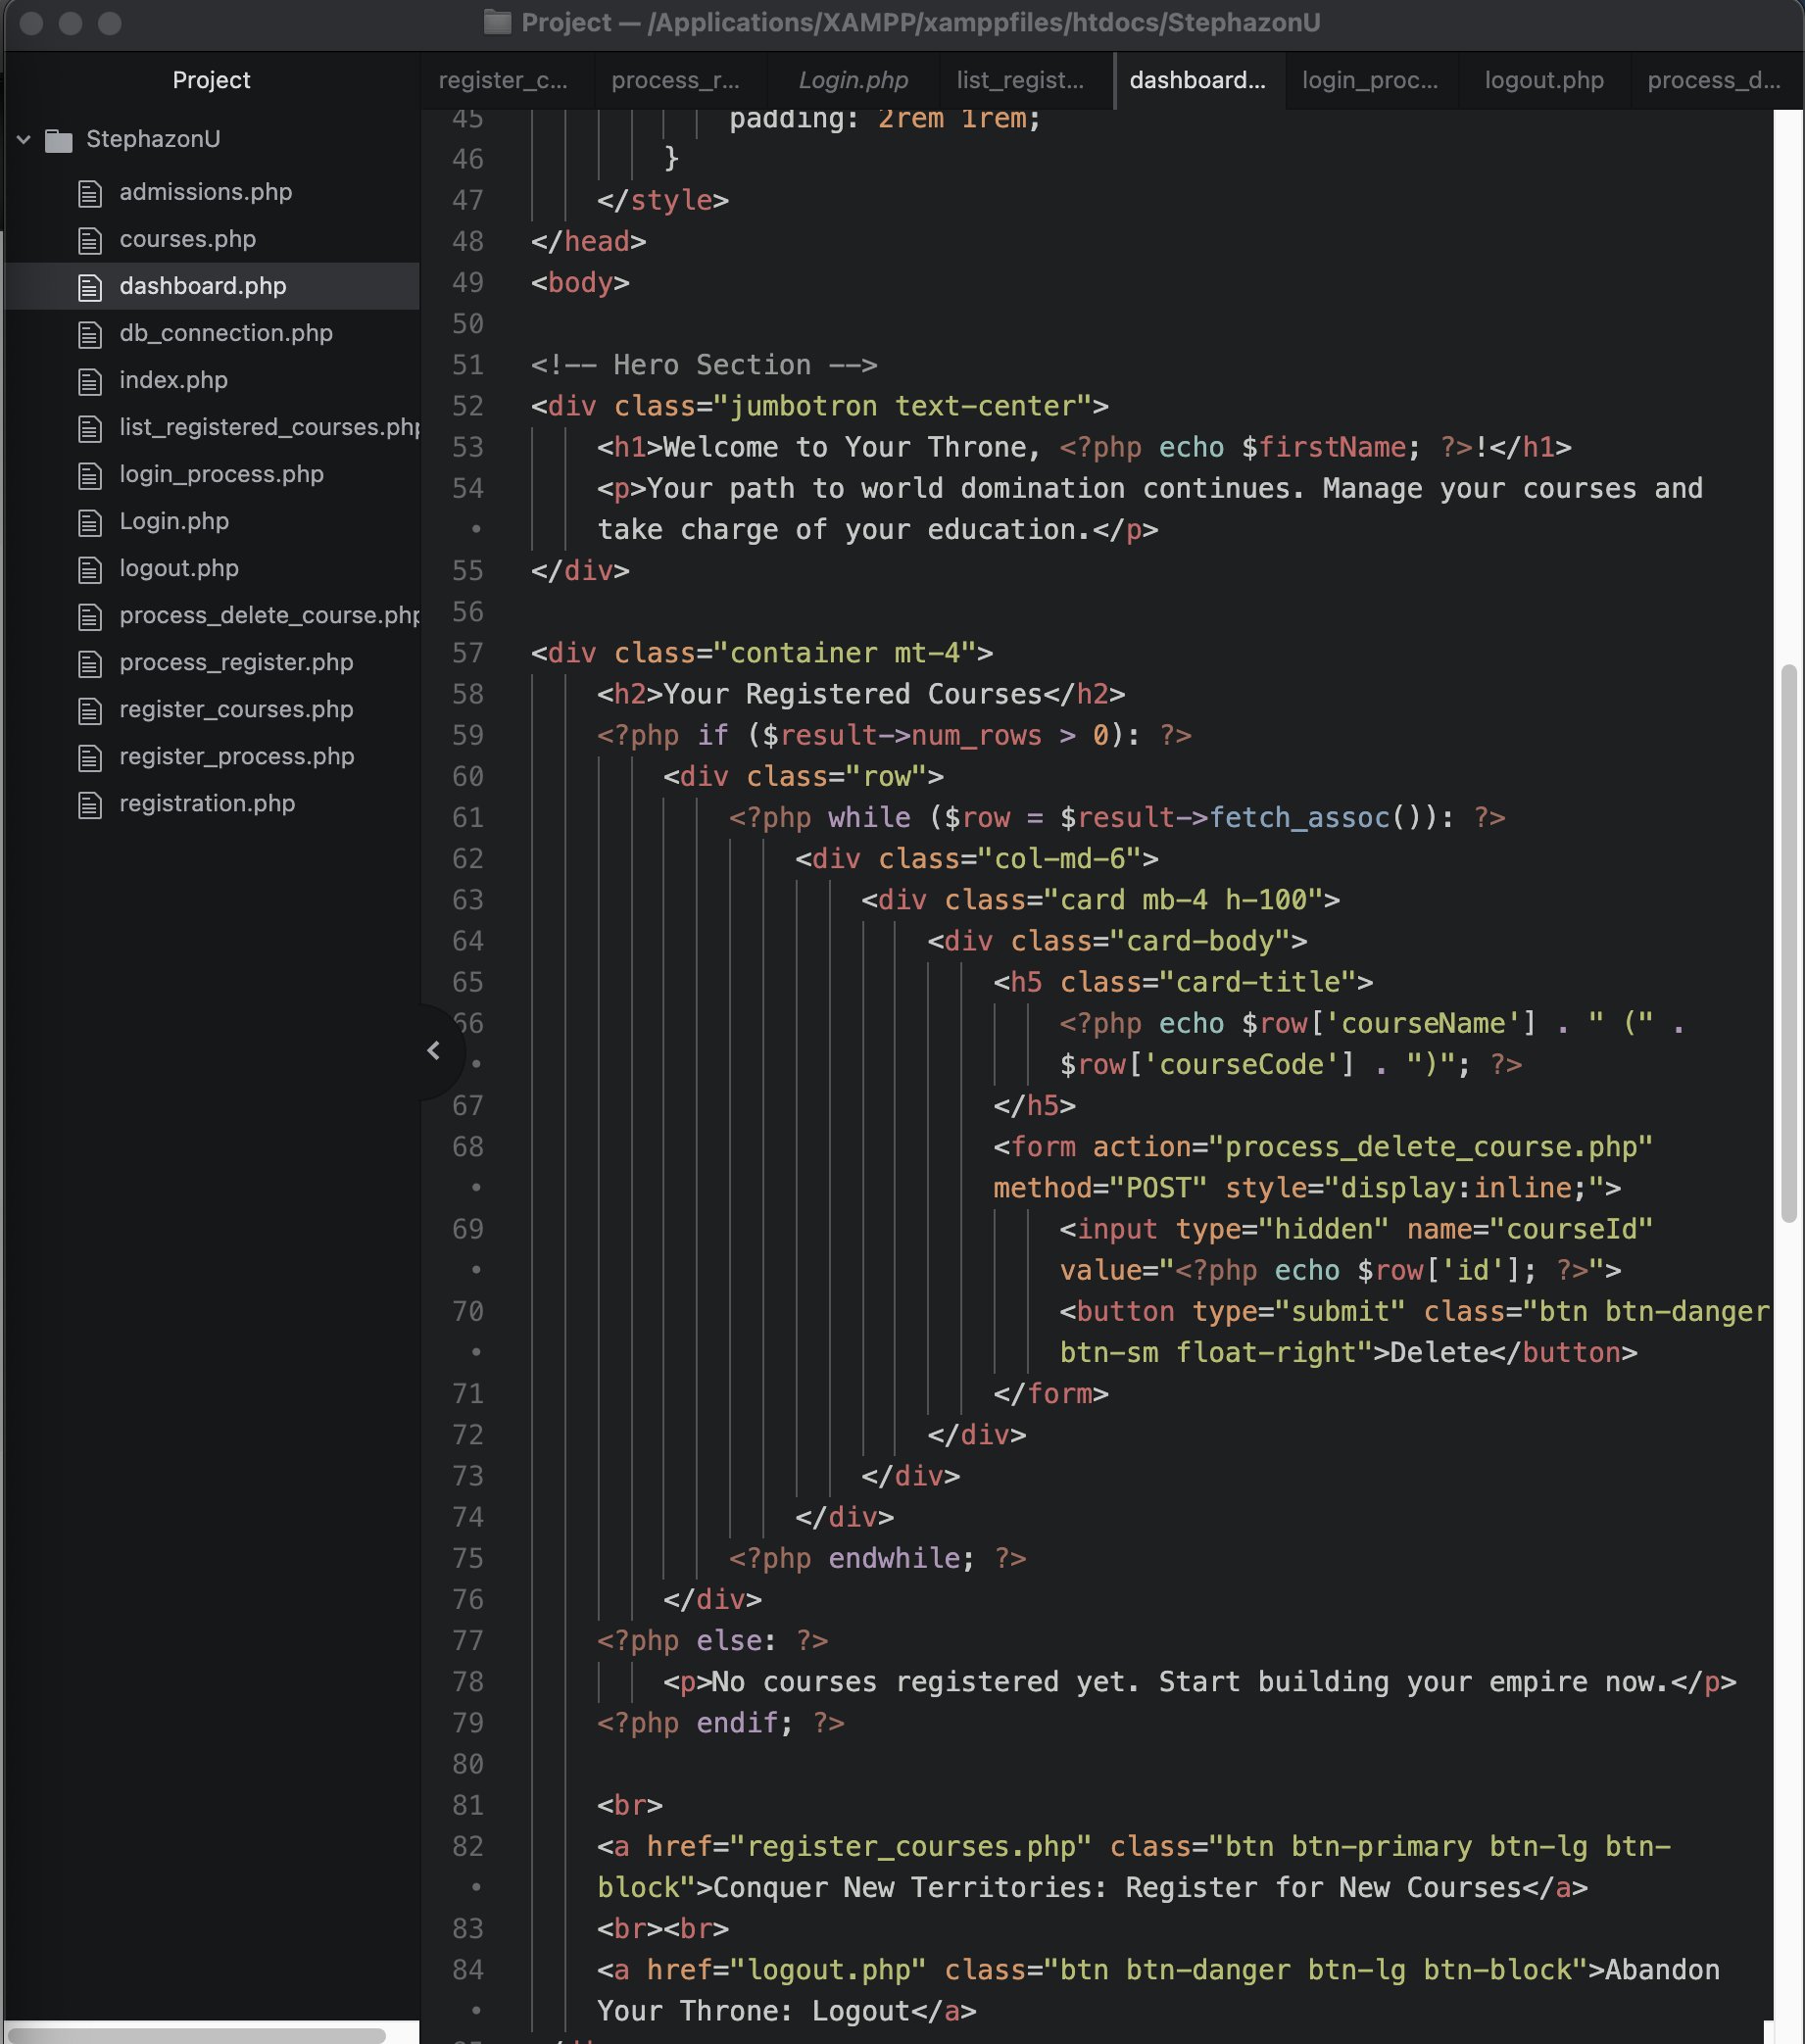 Project — /Applications/XAMPP/xamppfiles/htdocs/StephazonU
Project
register_c...
process_r...
Login.php
list_regist...
dashboard...
login_proc...
logout.php
process_d...
StephazonU
admissions.php
courses.php
dashboard.php
db_connection.php
index.php
list_registered_courses.php
login_process.php
Login.php
logout.php
process_delete_course.php
process_register.php
register_courses.php
register_process.php
registration.php
45 padding: 2rem 1rem;
46 }
47 </style>
48 </head>
49 <body>
50
51 <!-- Hero Section -->
52 <div class="jumbotron text-center">
53 <h1>Welcome to Your Throne, <?php echo $firstName; ?>!</h1>
54 <p>Your path to world domination continues. Manage your courses and
• take charge of your education.</p>
55 </div>
56
57 <div class="container mt-4">
58 <h2>Your Registered Courses</h2>
59 <?php if ($result->num_rows > 0): ?>
60 <div class="row">
61 <?php while ($row = $result->fetch_assoc()): ?>
62 <div class="col-md-6">
63 <div class="card mb-4 h-100">
64 <div class="card-body">
65 <h5 class="card-title">
66 <?php echo $row['courseName'] . " (" .
• $row['courseCode'] . ")"; ?>
67 </h5>
68 <form action="process_delete_course.php"
• method="POST" style="display:inline;">
69 <input type="hidden" name="courseId"
• value="<?php echo $row['id']; ?>">
70 <button type="submit" class="btn btn-danger
• btn-sm float-right">Delete</button>
71 </form>
72 </div>
73 </div>
74 </div>
75 <?php endwhile; ?>
76 </div>
77 <?php else: ?>
78 <p>No courses registered yet. Start building your empire now.</p>
79 <?php endif; ?>
80
81 <br>
82 <a href="register_courses.php" class="btn btn-primary btn-lg btn-
• block">Conquer New Territories: Register for New Courses</a>
83 <br><br>
84 <a href="logout.php" class="btn btn-danger btn-lg btn-block">Abandon
• Your Throne: Logout</a>